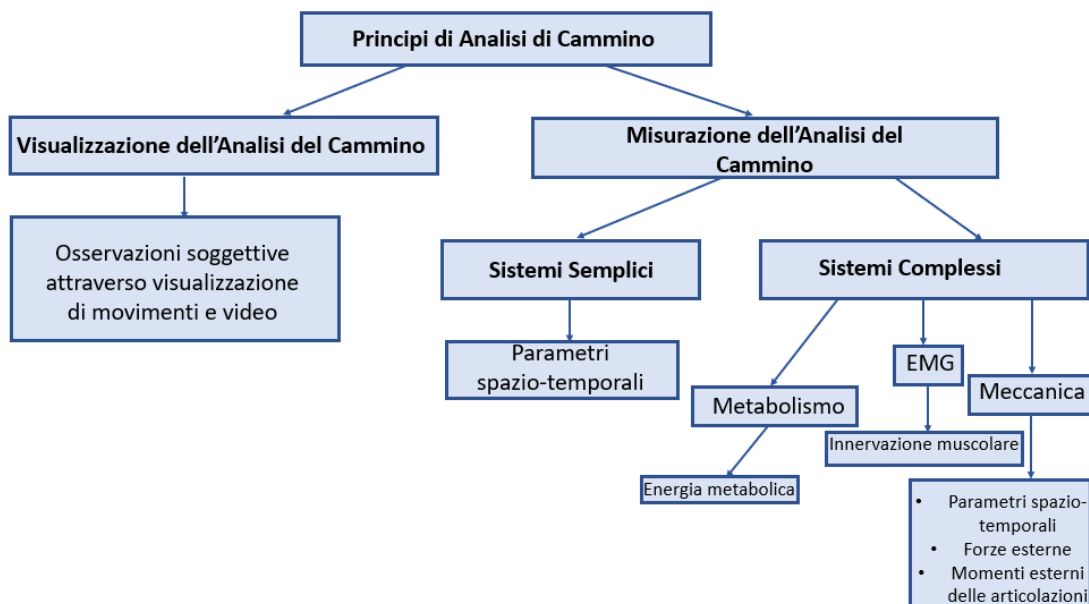 Principi di Analisi di Cammino
Visualizzazione dell'Analisi del Cammino
Misurazione dell'Analisi del
Cammino
Osservazioni soggettive
attraverso visualizzazione
di movimenti e video
Sistemi Semplici
Sistemi Complessi
Parametri
spazio-temporali
EMG
Metabolismo
Meccanica
Innervazione muscolare
Energia metabolica
• Parametri spazio-
temporali
• Forze esterne
• Momenti esterni
delle articolazioni